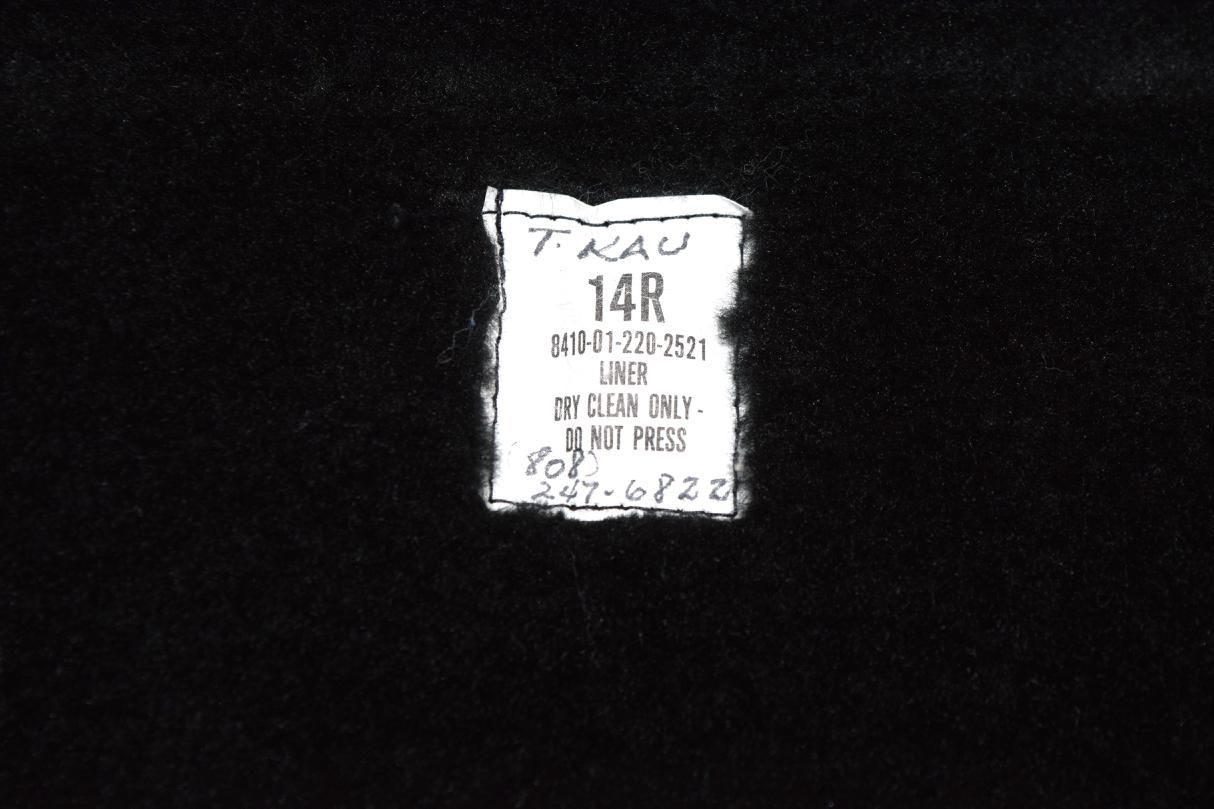 T. KAU
14R
8410-01-220-2521
LINER
DRY CLEAN ONLY -
DO NOT PRESS
(808)
247-6822